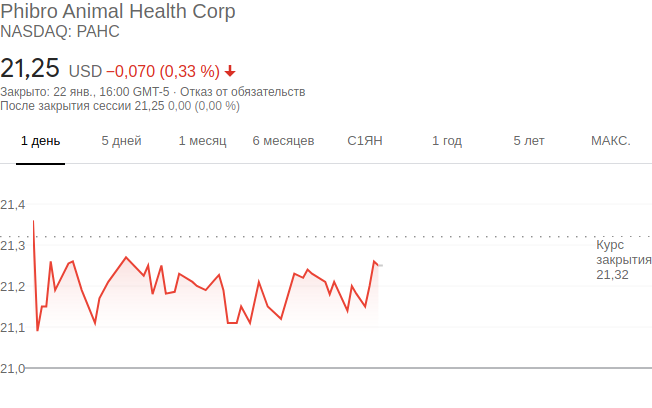 Phibro Animal Health Corp
NASDAQ: PAHC
21,25 USD −0,070 (0,33 %)
Закрыто: 22 янв., 16:00 GMT-5 · Отказ от обязательств
После закрытия сессии 21,25 0,00 (0,00 %)
1 день 5 дней 1 месяц 6 месяцев С1ЯН 1 год 5 лет МАКС.
21,4
21,3
Курс
закрытия
21,32
21,2
21,1
21,0